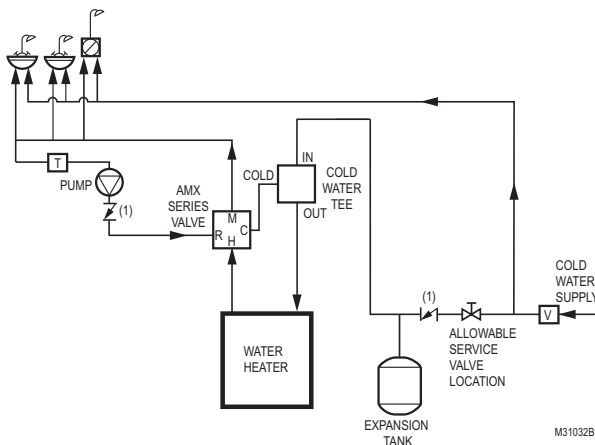 T
PUMP
(1)
AMX
SERIES
VALVE
M
R
C
H
COLD
IN
COLD
WATER
TEE
OUT
WATER
HEATER
(1)
ALLOWABLE
SERVICE
VALVE
LOCATION
EXPANSION
TANK
COLD
WATER
SUPPLY
V
M31032B